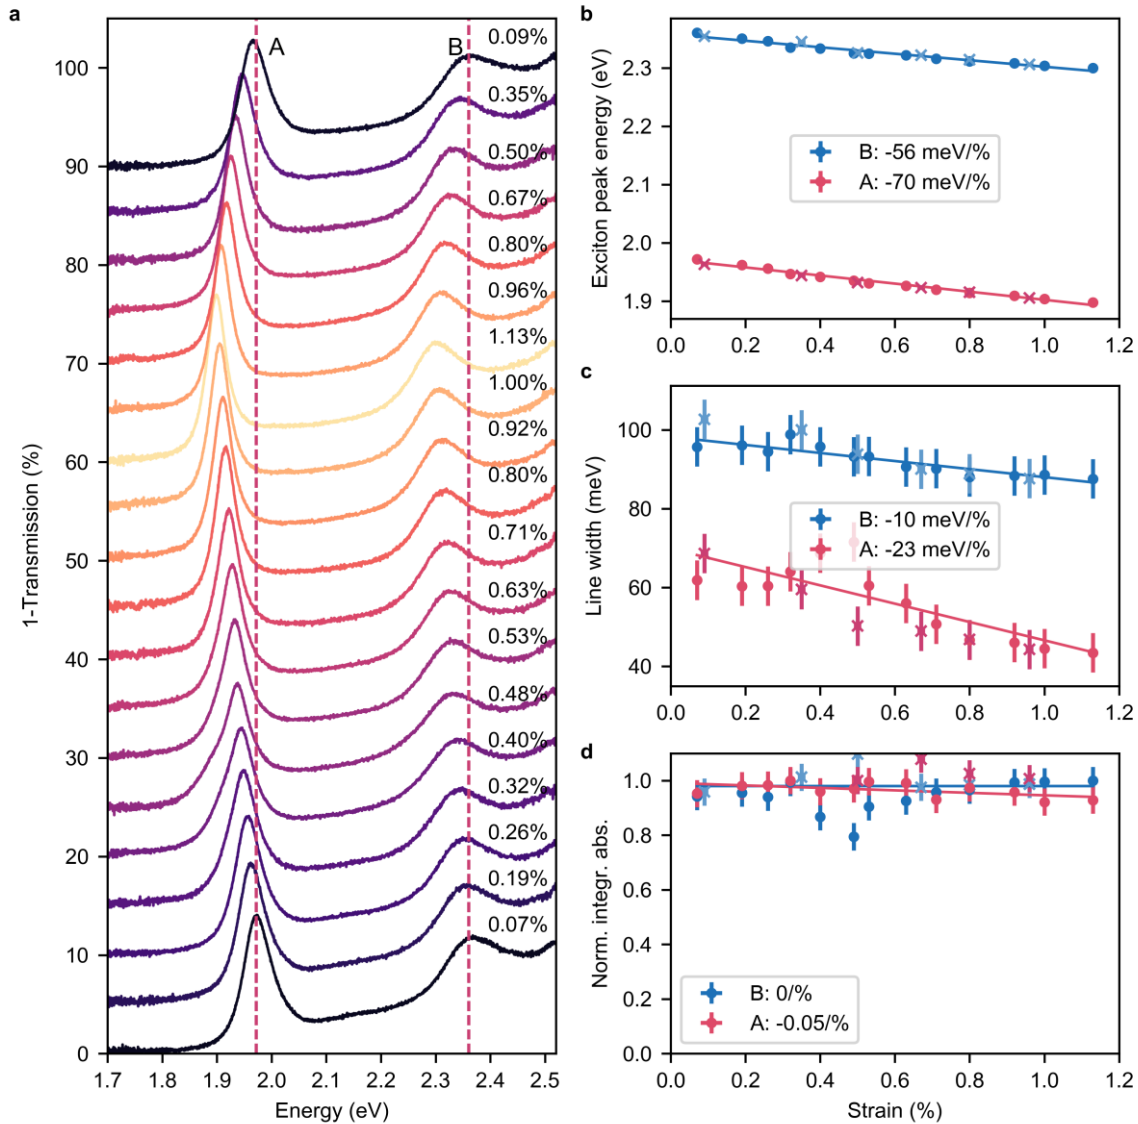 a
1-Transmission (%)
100
90
80
70
60
50
40
30
20
10
0
A
B
0.09%
0.35%
0.50%
0.67%
0.80%
0.96%
1.13%
1.00%
0.92%
0.80%
0.71%
0.63%
0.53%
0.48%
0.40%
0.32%
0.26%
0.19%
0.07%
1.7 1.8 1.9 2.0 2.1 2.2 2.3 2.4 2.5
Energy (eV)
b
Exciton peak energy (eV)
2.3
2.2
2.1
2.0
1.9
B: -56 meV/%
A: -70 meV/%
0.0 0.2 0.4 0.6 0.8 1.0 1.2
c
Line width (meV)
100
80
60
40
B: -10 meV/%
A: -23 meV/%
0.0 0.2 0.4 0.6 0.8 1.0 1.2
d
Norm. integr. abs.
1.0
0.8
0.6
0.4
0.2
0.0
B: 0/%
A: -0.05/%
0.0 0.2 0.4 0.6 0.8 1.0 1.2
Strain (%)